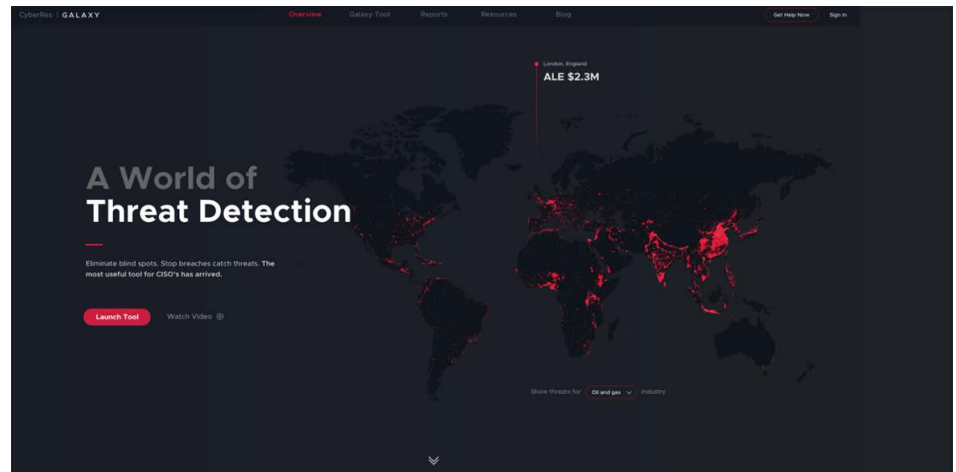 CyberRes | GALAXY
Overview Galaxy Tool Reports Resources Blog
Get Help Now Sign In
London, England
ALE $2.3M
A World of
Threat Detection
Eliminate blind spots. Stop breaches catch threats. The
most useful tool for CISO's has arrived.
Launch Tool Watch Video
Show threats for Oil and gas industry